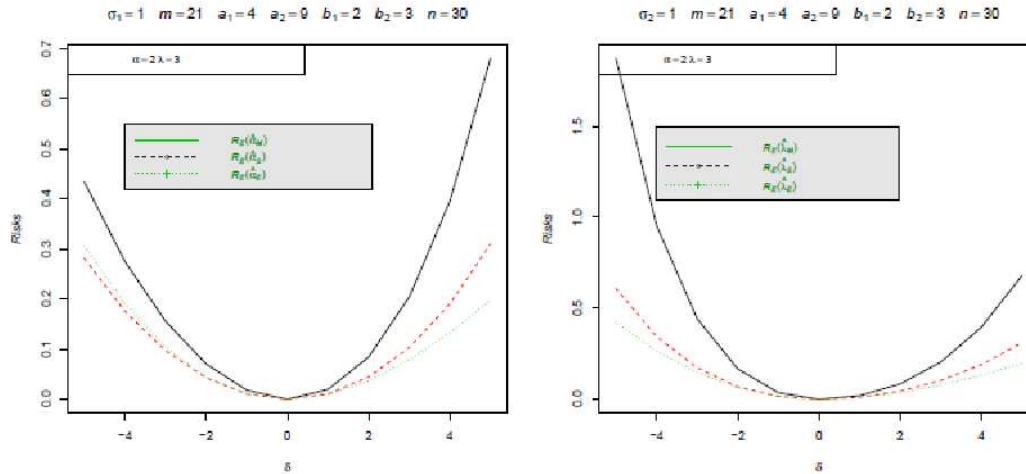 σ₁=1 m=21 a₁=4 a₂=9 b₁=2 b₂=3 n=30
α=2λ=3
R_E(α̂_M)
R_E(α̂_S)
R_E(α̂_E)
Risks
0.0 0.1 0.2 0.3 0.4 0.5 0.6 0.7
−4 −2 0 2 4
δ
σ₂=1 m=21 a₁=4 a₂=9 b₁=2 b₂=3 n=30
α=2λ=3
R_E(λ̂_M)
R_E(λ̂_S)
R_E(λ̂_E)
Risks
0.0 0.5 1.0 1.5
−4 −2 0 2 4
δ